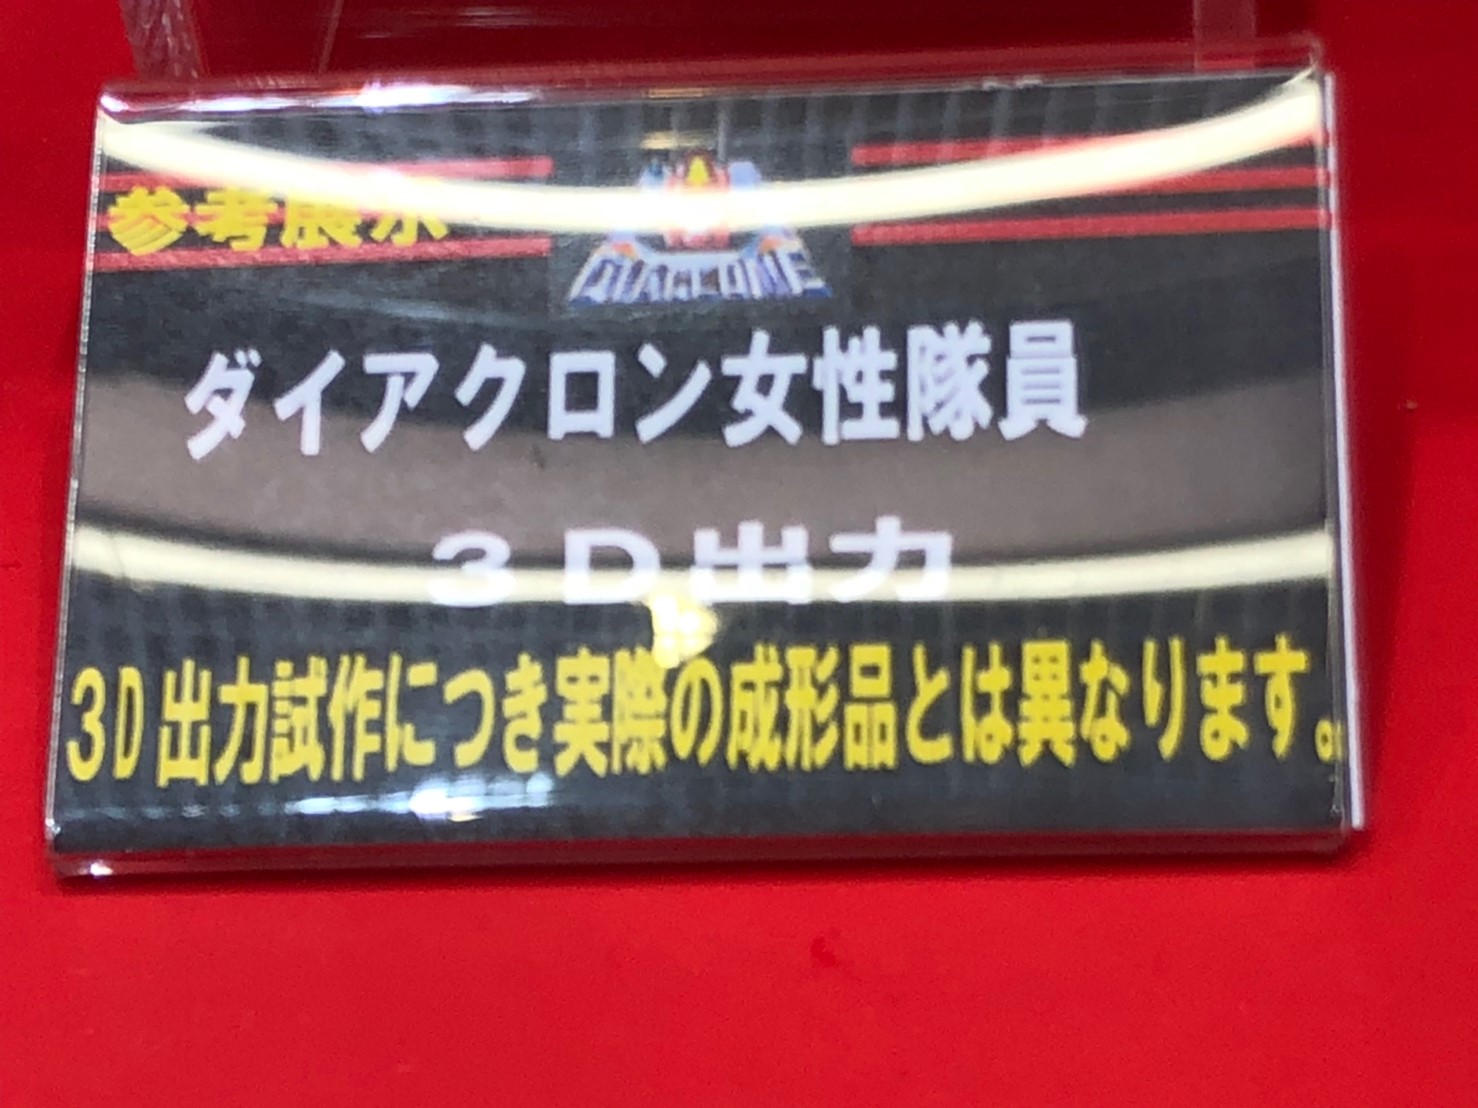 参考展示
DIACLONE
ダイアクロン女性隊員
３Ｄ出力
3D出力試作につき実際の成形品とは異なります。